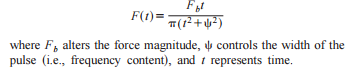 F(t) = F_b t / π(t² + ψ²)
where F_b alters the force magnitude, ψ controls the width of the
pulse (i.e., frequency content), and t represents time.